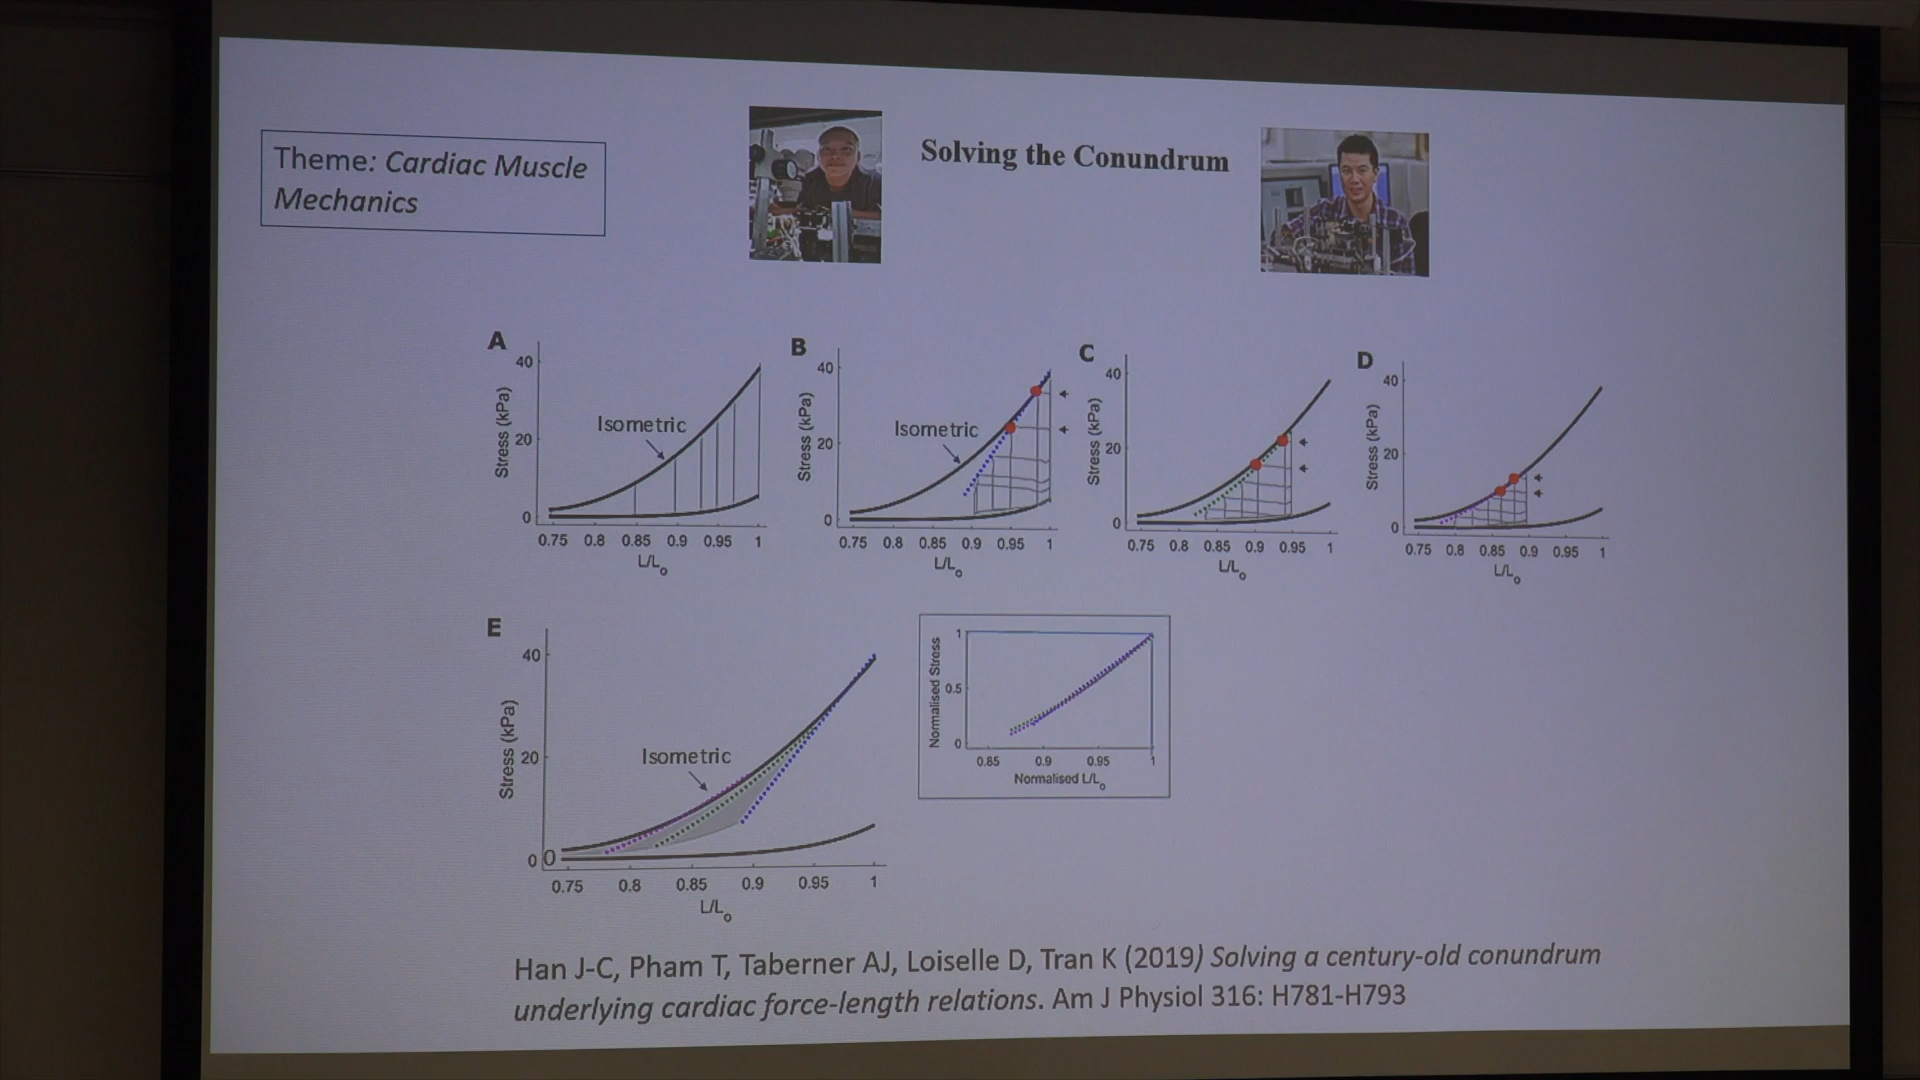 Theme: Cardiac Muscle
Mechanics
Solving the Conundrum
A
40
20
0
Stress (kPa)
Isometric
0.75 0.8 0.85 0.9 0.95 1
L/Lo
B
40
20
0
Stress (kPa)
Isometric
0.75 0.8 0.85 0.9 0.95 1
L/Lo
C
40
20
0
Stress (kPa)
0.75 0.8 0.85 0.9 0.95 1
L/Lo
D
40
20
0
Stress (kPa)
0.75 0.8 0.85 0.9 0.95 1
L/Lo
E
40
20
0 0
Stress (kPa)
Isometric
0.75 0.8 0.85 0.9 0.95 1
L/Lo
1
0.5
0
Normalised Stress
0.85 0.9 0.95 1
Normalised L/Lo
Han J-C, Pham T, Taberner AJ, Loiselle D, Tran K (2019) Solving a century-old conundrum
underlying cardiac force-length relations. Am J Physiol 316: H781-H793